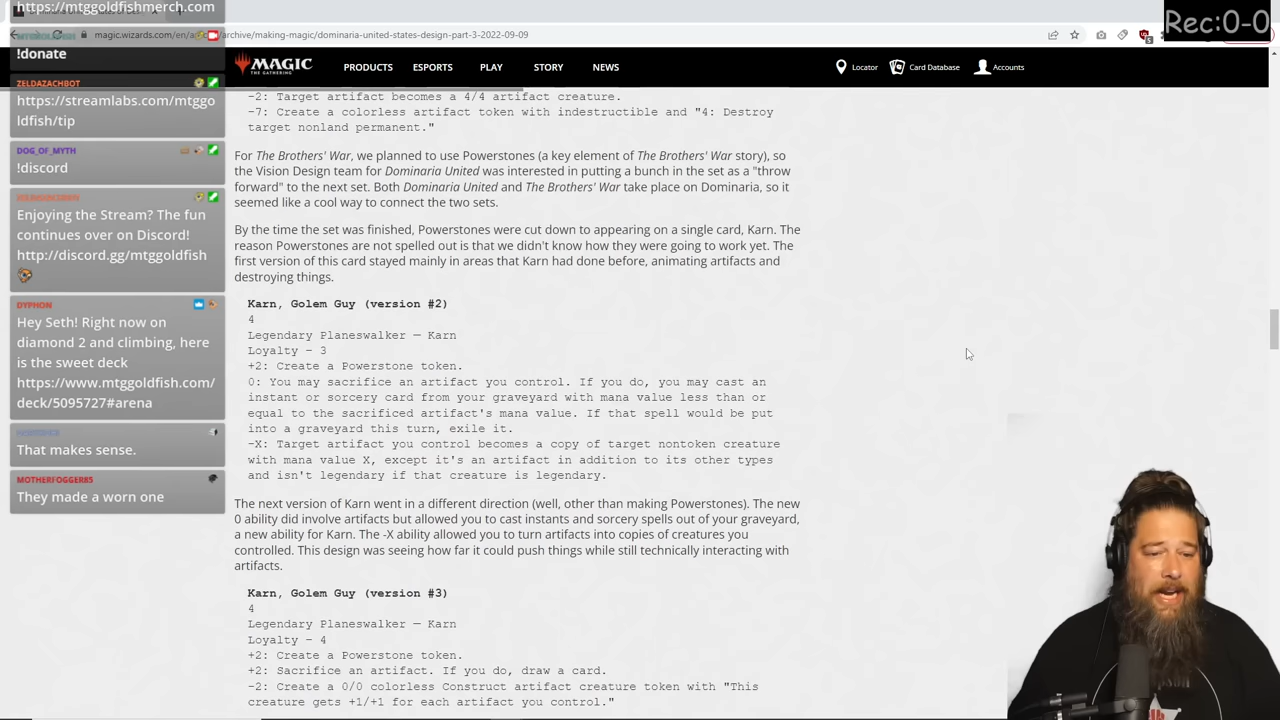 https://mtggoldfishmerch.com
!donate
ZELDAZACHBOT
https://streamlabs.com/mtggo
ldfish/tip
DOG_OF_MYTH
!discord
Enjoying the Stream? The fun
continues over on Discord!
http://discord.gg/mtggoldfish
DYPHON
Hey Seth! Right now on
diamond 2 and climbing, here
is the sweet deck
https://www.mtggoldfish.com/
deck/5095727#arena
That makes sense.
MOTHERFOGGER85
They made a worn one
magic.wizards.com/en/a
archive/making-magic/dominaria-united-states-design-part-3-2022-09-09
Rec:0-0
MAGIC
THE GATHERING
PRODUCTS
ESPORTS
PLAY
STORY
NEWS
Locator
Card Database
Accounts
-2: Target artifact becomes a 4/4 artifact creature.
-7: Create a colorless artifact token with indestructible and "4: Destroy
target nonland permanent."
For The Brothers' War, we planned to use Powerstones (a key element of The Brothers' War story), so
the Vision Design team for Dominaria United was interested in putting a bunch in the set as a "throw
forward" to the next set. Both Dominaria United and The Brothers' War take place on Dominaria, so it
seemed like a cool way to connect the two sets.
By the time the set was finished, Powerstones were cut down to appearing on a single card, Karn. The
reason Powerstones are not spelled out is that we didn't know how they were going to work yet. The
first version of this card stayed mainly in areas that Karn had done before, animating artifacts and
destroying things.
Karn, Golem Guy (version #2)
4
Legendary Planeswalker — Karn
Loyalty – 3
+2: Create a Powerstone token.
0: You may sacrifice an artifact you control. If you do, you may cast an
instant or sorcery card from your graveyard with mana value less than or
equal to the sacrificed artifact's mana value. If that spell would be put
into a graveyard this turn, exile it.
-X: Target artifact you control becomes a copy of target nontoken creature
with mana value X, except it's an artifact in addition to its other types
and isn't legendary if that creature is legendary.
The next version of Karn went in a different direction (well, other than making Powerstones). The new
0 ability did involve artifacts but allowed you to cast instants and sorcery spells out of your graveyard,
a new ability for Karn. The -X ability allowed you to turn artifacts into copies of creatures you
controlled. This design was seeing how far it could push things while still technically interacting with
artifacts.
Karn, Golem Guy (version #3)
4
Legendary Planeswalker — Karn
Loyalty – 4
+2: Create a Powerstone token.
+2: Sacrifice an artifact. If you do, draw a card.
-2: Create a 0/0 colorless Construct artifact creature token with "This
creature gets +1/+1 for each artifact you control."